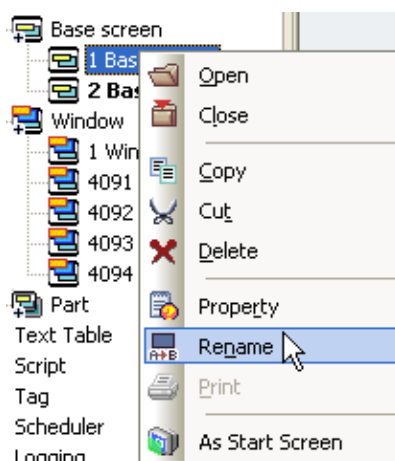 Base screen
1 Bas
2 Bas
Window
1 Win
4091
4092
4093
4094
Part
Text Table
Script
Tag
Scheduler
Logging
Open
Close
Copy
Cut
Delete
Property
Rename
A+B
Print
As Start Screen